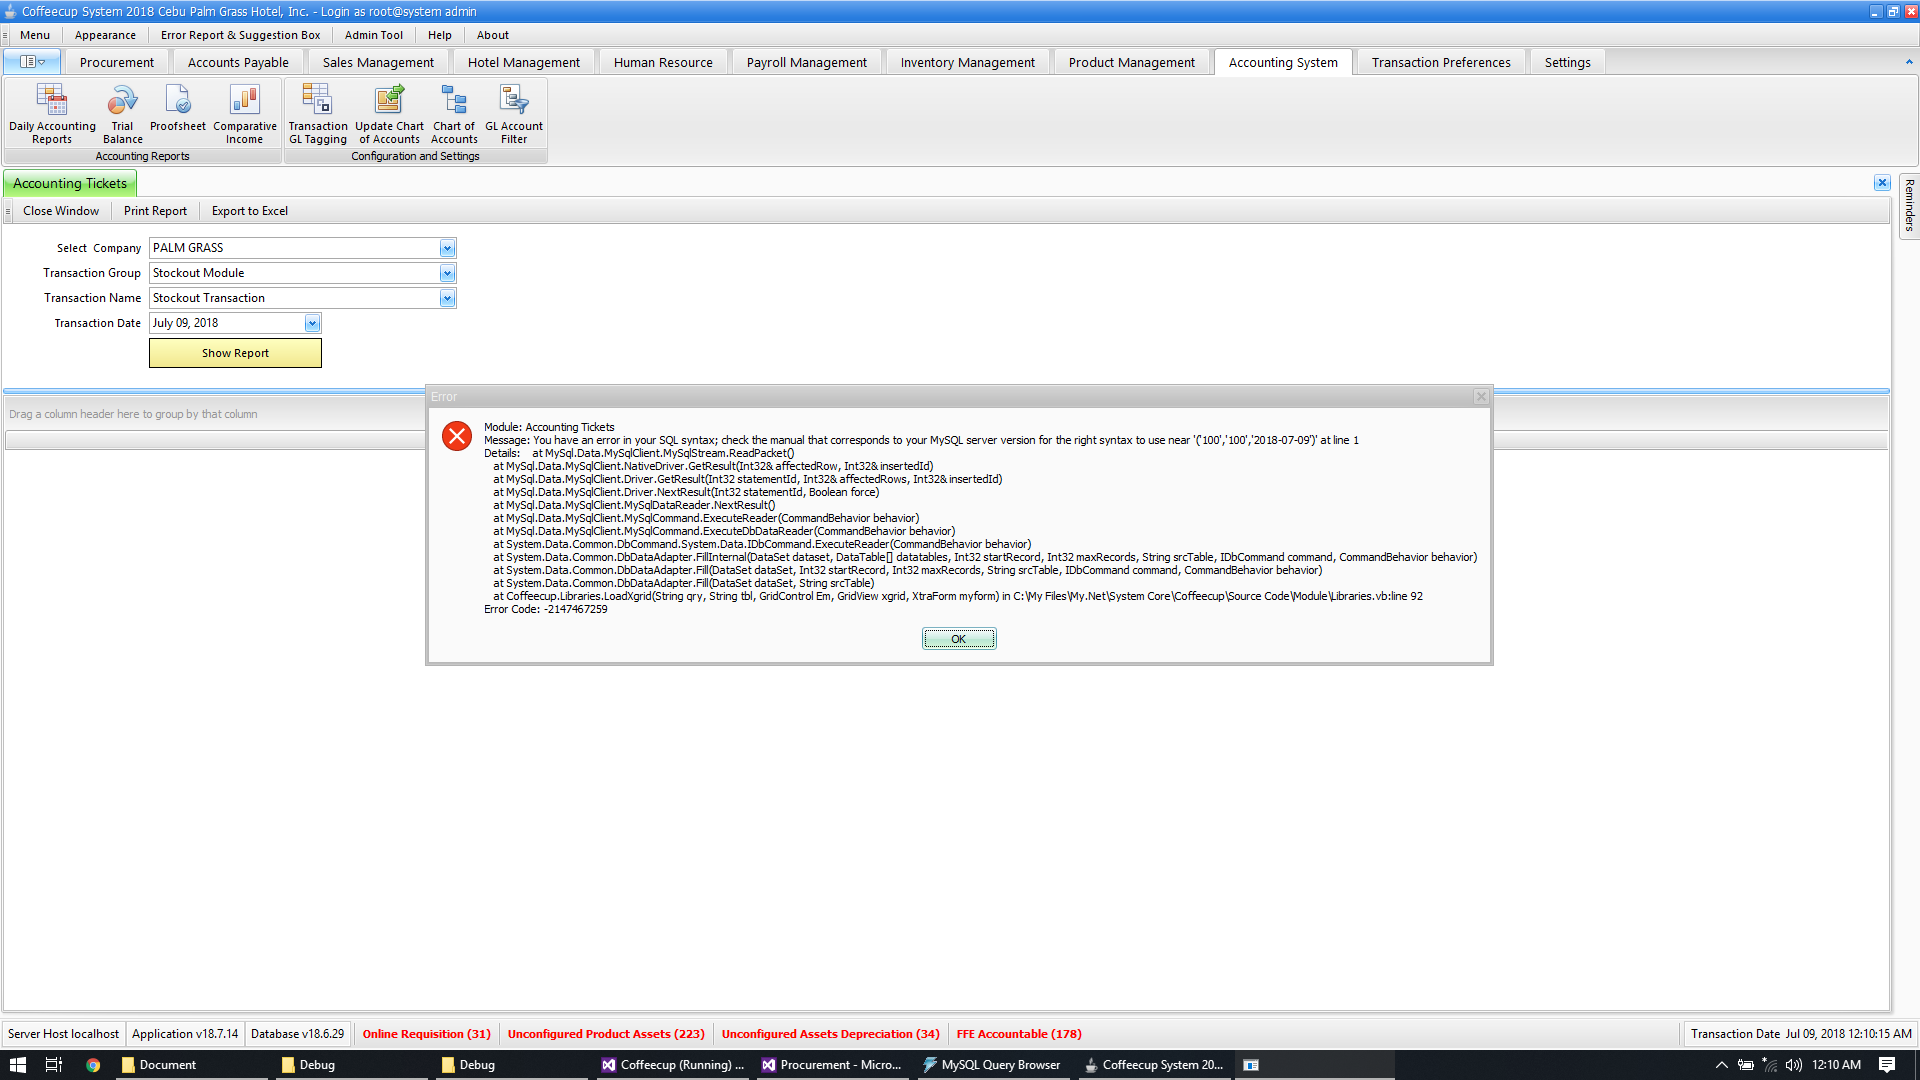 Coffeecup System 2018 Cebu Palm Grass Hotel, Inc. - Login as root@system admin
Menu Appearance Error Report & Suggestion Box Admin Tool Help About
Procurement Accounts Payable Sales Management Hotel Management Human Resource Payroll Management Inventory Management Product Management Accounting System Transaction Preferences Settings
Daily Accounting Reports
Trial Balance
Proofsheet
Comparative Income
Transaction GL Tagging
Update Chart of Accounts
Chart of Accounts
GL Account Filter
Accounting Reports
Configuration and Settings
Accounting Tickets
Reminders
Close Window Print Report Export to Excel
Select Company PALM GRASS
Transaction Group Stockout Module
Transaction Name Stockout Transaction
Transaction Date July 09, 2018
Show Report
Drag a column header here to group by that column
Error
Module: Accounting Tickets
Message: You have an error in your SQL syntax; check the manual that corresponds to your MySQL server version for the right syntax to use near '('100','100','2018-07-09')' at line 1
Details: at MySql.Data.MySqlClient.MySqlStream.ReadPacket()
at MySql.Data.MySqlClient.NativeDriver.GetResult(Int32& affectedRow, Int32& insertedId)
at MySql.Data.MySqlClient.Driver.GetResult(Int32 statementId, Int32& affectedRows, Int32& insertedId)
at MySql.Data.MySqlClient.Driver.NextResult(Int32 statementId, Boolean force)
at MySql.Data.MySqlClient.MySqlDataReader.NextResult()
at MySql.Data.MySqlClient.MySqlCommand.ExecuteReader(CommandBehavior behavior)
at MySql.Data.MySqlClient.MySqlCommand.ExecuteDbDataReader(CommandBehavior behavior)
at System.Data.Common.DbCommand.System.Data.IDbCommand.ExecuteReader(CommandBehavior behavior)
at System.Data.Common.DbDataAdapter.FillInternal(DataSet dataset, DataTable[] datatables, Int32 startRecord, Int32 maxRecords, String srcTable, IDbCommand command, CommandBehavior behavior)
at System.Data.Common.DbDataAdapter.Fill(DataSet dataSet, Int32 startRecord, Int32 maxRecords, String srcTable, IDbCommand command, CommandBehavior behavior)
at System.Data.Common.DbDataAdapter.Fill(DataSet dataSet, String srcTable)
at Coffeecup.Libraries.LoadXgrid(String qry, String tbl, GridControl Em, GridView xgrid, XtraForm myform) in C:\My Files\My.Net\System Core\Coffeecup\Source Code\Module\Libraries.vb:line 92
Error Code: -2147467259
OK
Server Host localhost Application v18.7.14 Database v18.6.29 Online Requisition (31) Unconfigured Product Assets (223) Unconfigured Assets Depreciation (34) FFE Accountable (178) Transaction Date Jul 09, 2018 12:10:15 AM
Document Debug Debug Coffeecup (Running) ... Procurement - Micro... MySQL Query Browser Coffeecup System 20... 12:10 AM